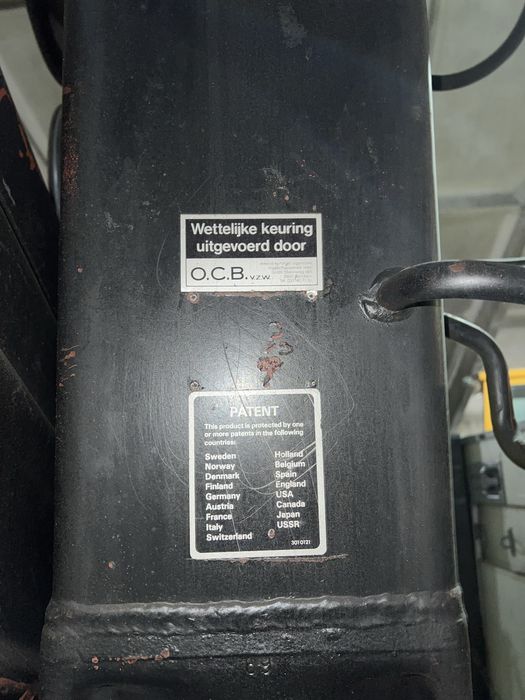 Wettelijke keuring
uitgevoerd door
O.C.B. v.z.w.
PATENT
This product is protected by one
or more patents in the following
countries:
Sweden Holland
Norway Belgium
Denmark Spain
Finland England
Germany USA
Austria Canada
France Japan
Italy USSR
Switzerland
3010121